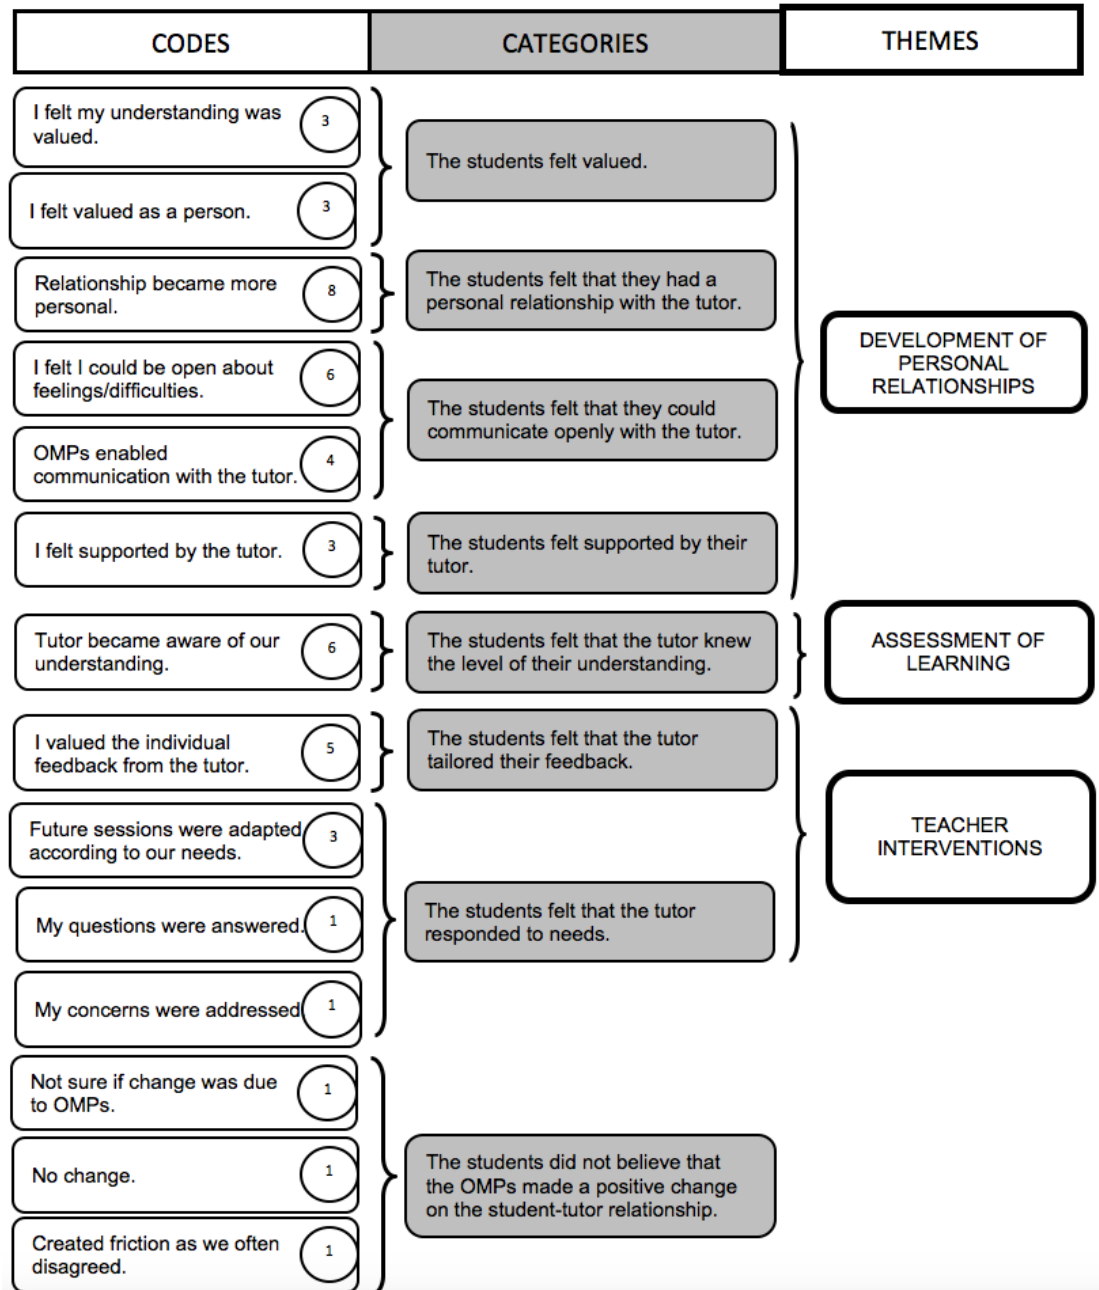 CODES
CATEGORIES
THEMES
I felt my understanding was
valued.
3
The students felt valued.
I felt valued as a person.
3
Relationship became more
personal.
8
The students felt that they had a
personal relationship with the tutor.
I felt I could be open about
feelings/difficulties.
6
The students felt that they could
communicate openly with the tutor.
OMPs enabled
communication with the tutor.
4
I felt supported by the tutor.
3
The students felt supported by their
tutor.
DEVELOPMENT OF
PERSONAL
RELATIONSHIPS
Tutor became aware of our
understanding.
6
The students felt that the tutor knew
the level of their understanding.
ASSESSMENT OF
LEARNING
I valued the individual
feedback from the tutor.
5
The students felt that the tutor
tailored their feedback.
Future sessions were adapted
according to our needs.
3
My questions were answered.
1
The students felt that the tutor
responded to needs.
My concerns were addressed
1
TEACHER
INTERVENTIONS
Not sure if change was due
to OMPs.
1
No change.
1
The students did not believe that
the OMPs made a positive change
on the student-tutor relationship.
Created friction as we often
disagreed.
1